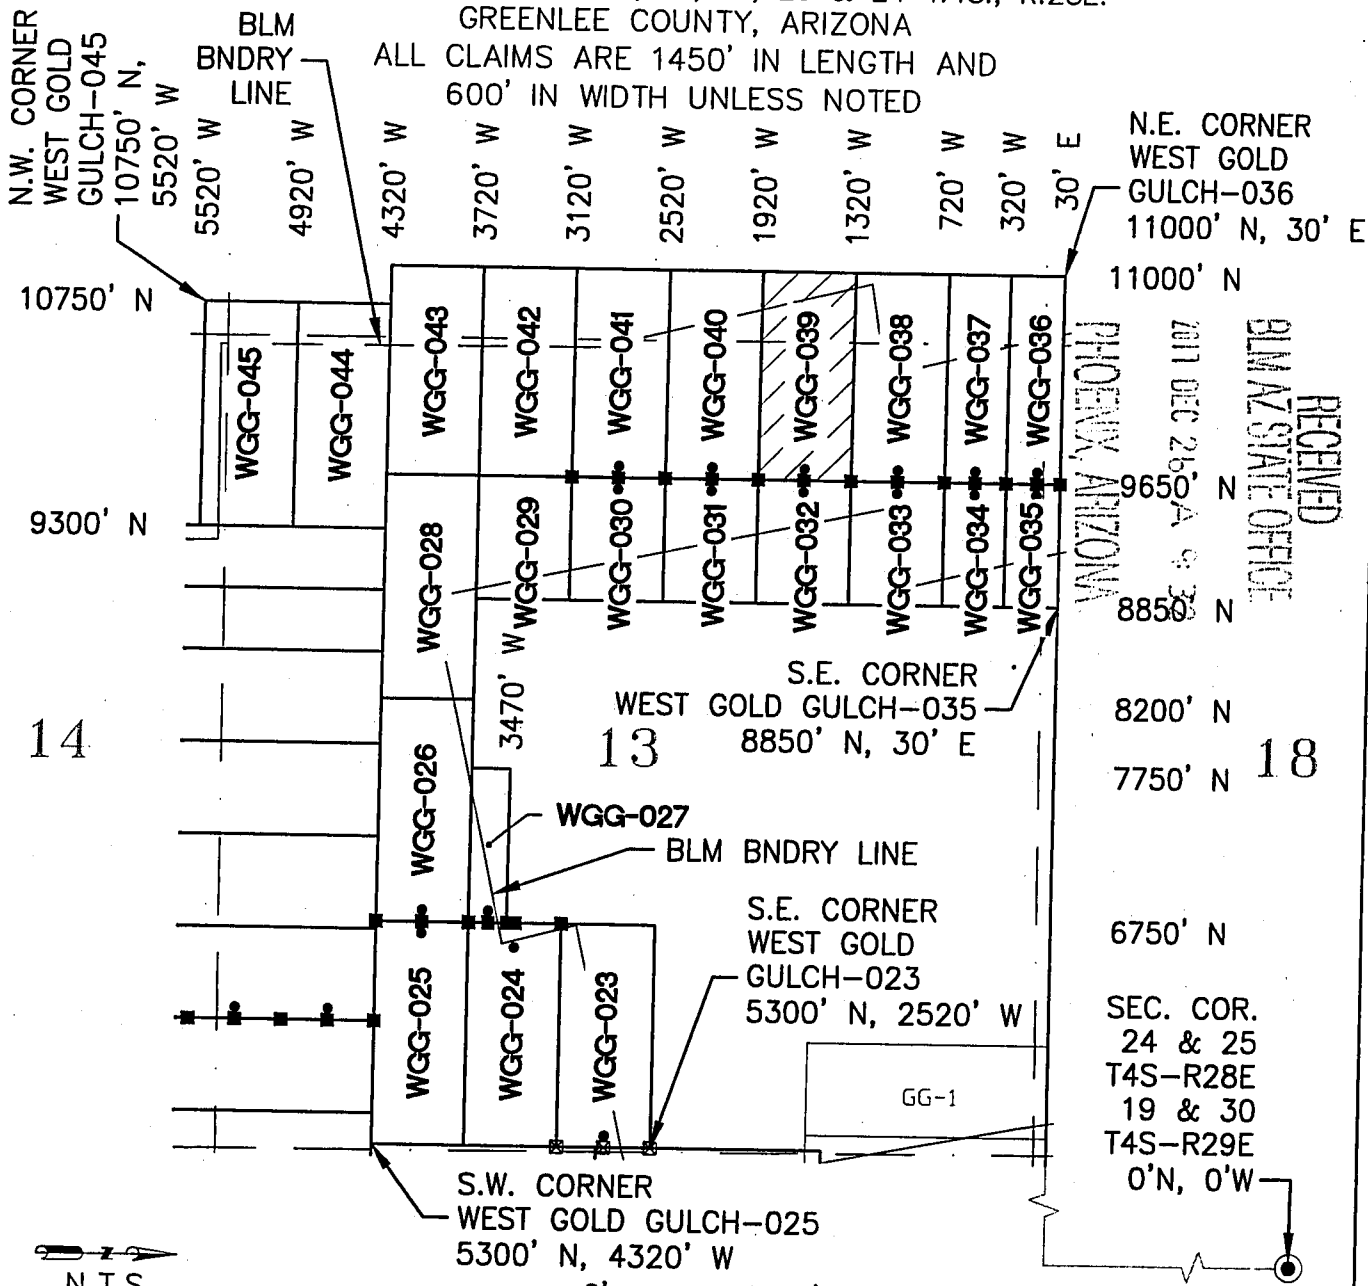 GREENLEE COUNTY, ARIZONA
ALL CLAIMS ARE 1450' IN LENGTH AND
600' IN WIDTH UNLESS NOTED
BLM
BNDRY
LINE
N.W. CORNER
WEST GOLD
GULCH-045
10750' N,
5520' W
5520' W
4920' W
4320' W
3720' W
3120' W
2520' W
1920' W
1320' W
720' W
320' W
30' E
N.E. CORNER
WEST GOLD
GULCH-036
11000' N, 30' E
10750' N
11000' N
WGG-045
WGG-044
WGG-043
WGG-042
WGG-041
WGG-040
WGG-039
WGG-038
WGG-037
WGG-036
RECEIVED
BLM AZ STATE OFFICE
2011 DEC
PHOENIX, ARIZONA
9650' N
9300' N
WGG-028
WGG-029
WGG-030
WGG-031
WGG-032
WGG-033
WGG-034
WGG-035
8850' N
3470' W
S.E. CORNER
WEST GOLD GULCH-035
8850' N, 30' E
8200' N
14
13
18
7750' N
WGG-026
WGG-027
BLM BNDRY LINE
S.E. CORNER
WEST GOLD
GULCH-023
5300' N, 2520' W
6750' N
WGG-025
WGG-024
WGG-023
GG-1
SEC. COR.
24 & 25
T4S-R28E
19 & 30
T4S-R29E
0'N, 0'W
S.W. CORNER
WEST GOLD GULCH-025
5300' N, 4320' W
N
N.T.S.